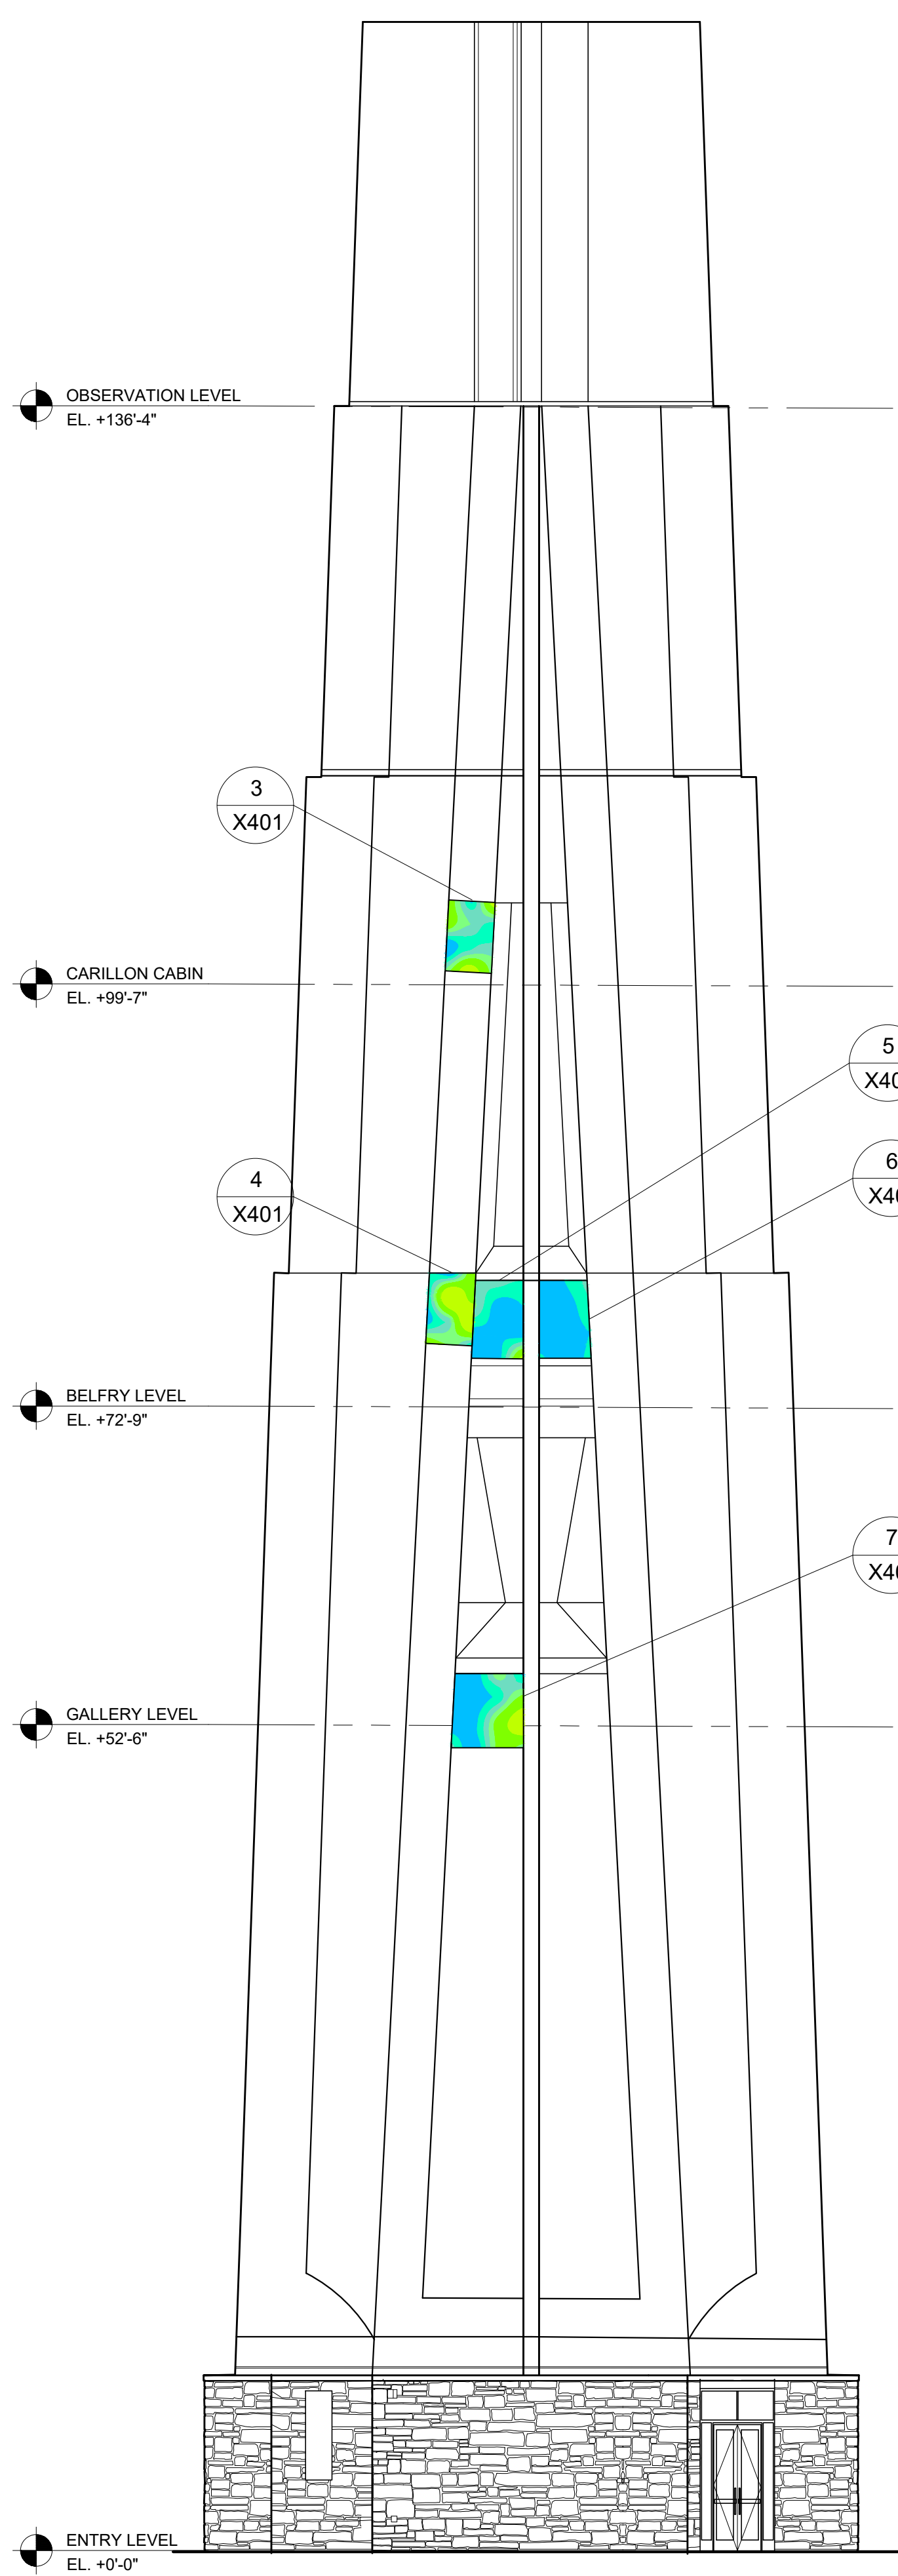 OBSERVATION LEVEL
EL. +136'-4"
3
X401
CARILLON CABIN
EL. +99'-7"
5
6
4
X401
BELFRY LEVEL
EL. +72'-9"
7
GALLERY LEVEL
EL. +52'-6"
ENTRY LEVEL
EL. +0'-0"